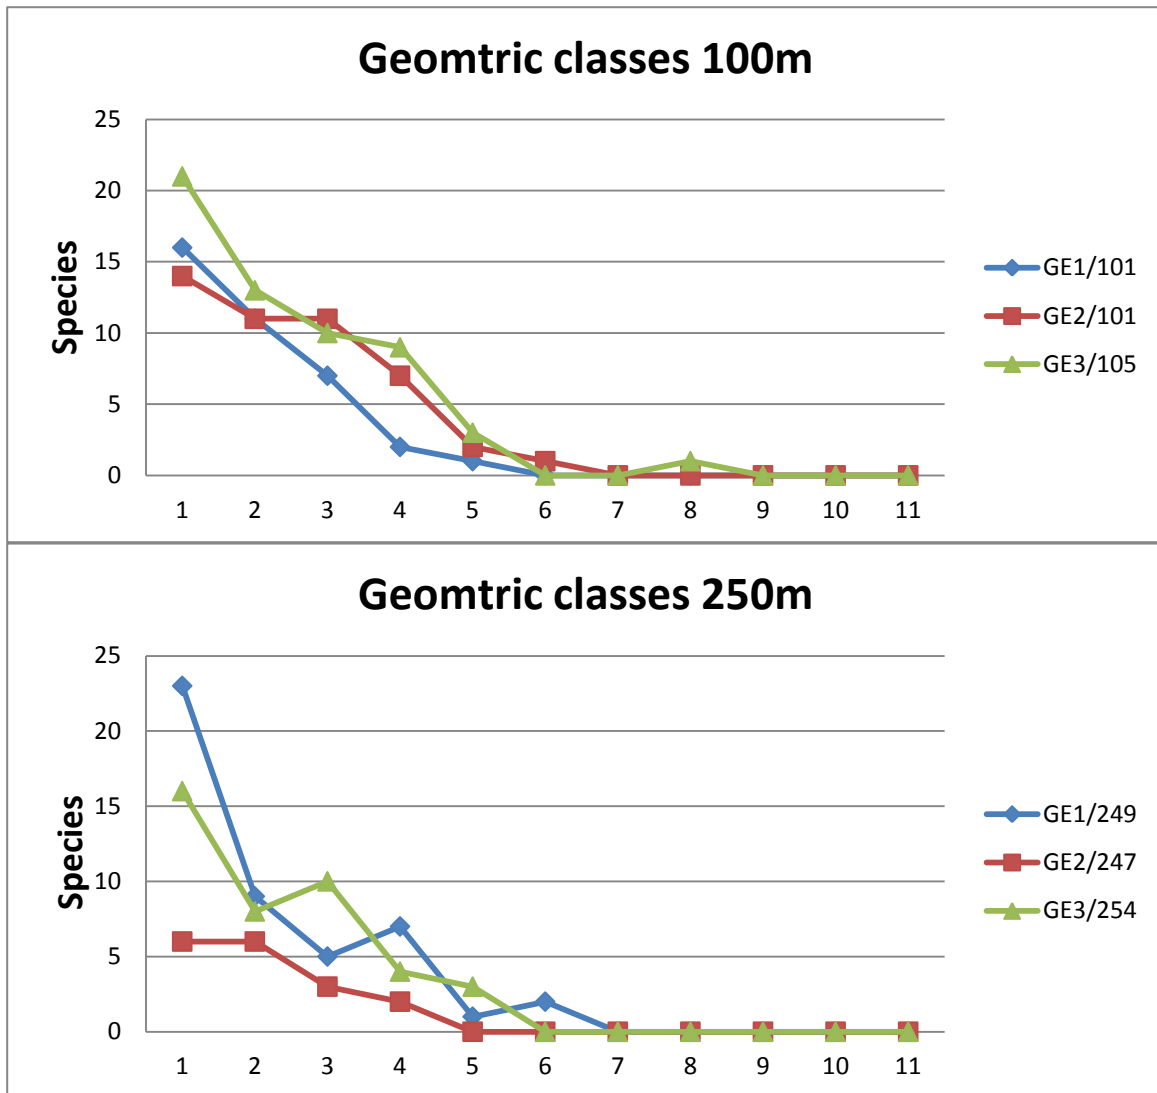 Geomtric classes 100m
25
20
15
10
5
0
Species
1 2 3 4 5 6 7 8 9 10 11
GE1/101
GE2/101
GE3/105
Geomtric classes 250m
25
20
15
10
5
0
Species
1 2 3 4 5 6 7 8 9 10 11
GE1/249
GE2/247
GE3/254